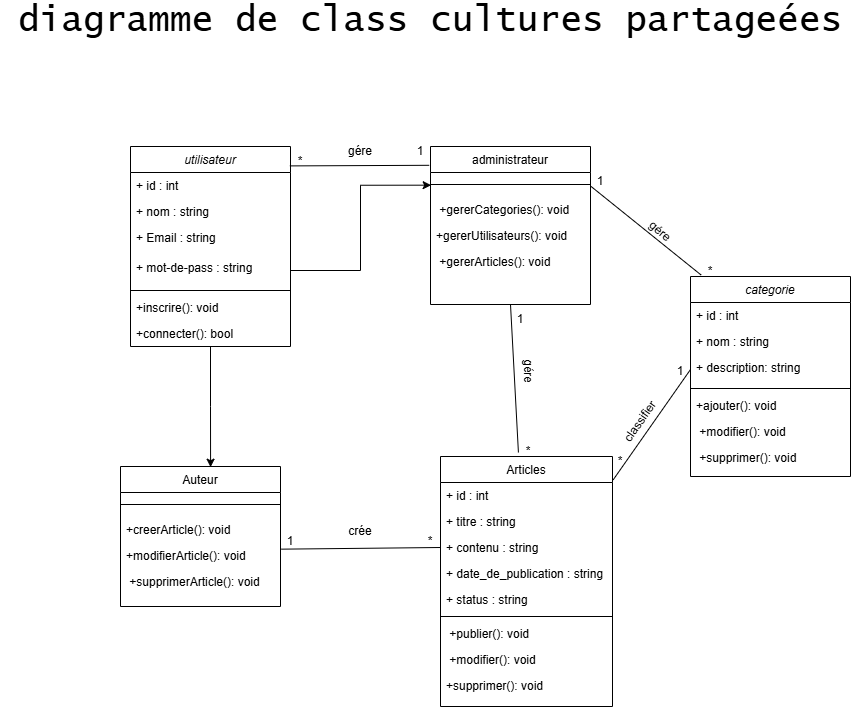 diagramme de class cultures partageées
utilisateur
+ id : int
+ nom : string
+ Email : string
+ mot-de-pass : string
+inscrire(): void
+connecter(): bool
*
gére
1
administrateur
+gererCategories(): void
+gererUtilisateurs(): void
+gererArticles(): void
1
gére
*
categorie
+ id : int
+ nom : string
+ description: string
+ajouter(): void
+modifier(): void
+supprimer(): void
1
gére
*
1
classifier
*
Auteur
+creerArticle(): void
+modifierArticle(): void
+supprimerArticle(): void
1
crée
*
Articles
+ id : int
+ titre : string
+ contenu : string
+ date_de_publication : string
+ status : string
+publier(): void
+modifier(): void
+supprimer(): void